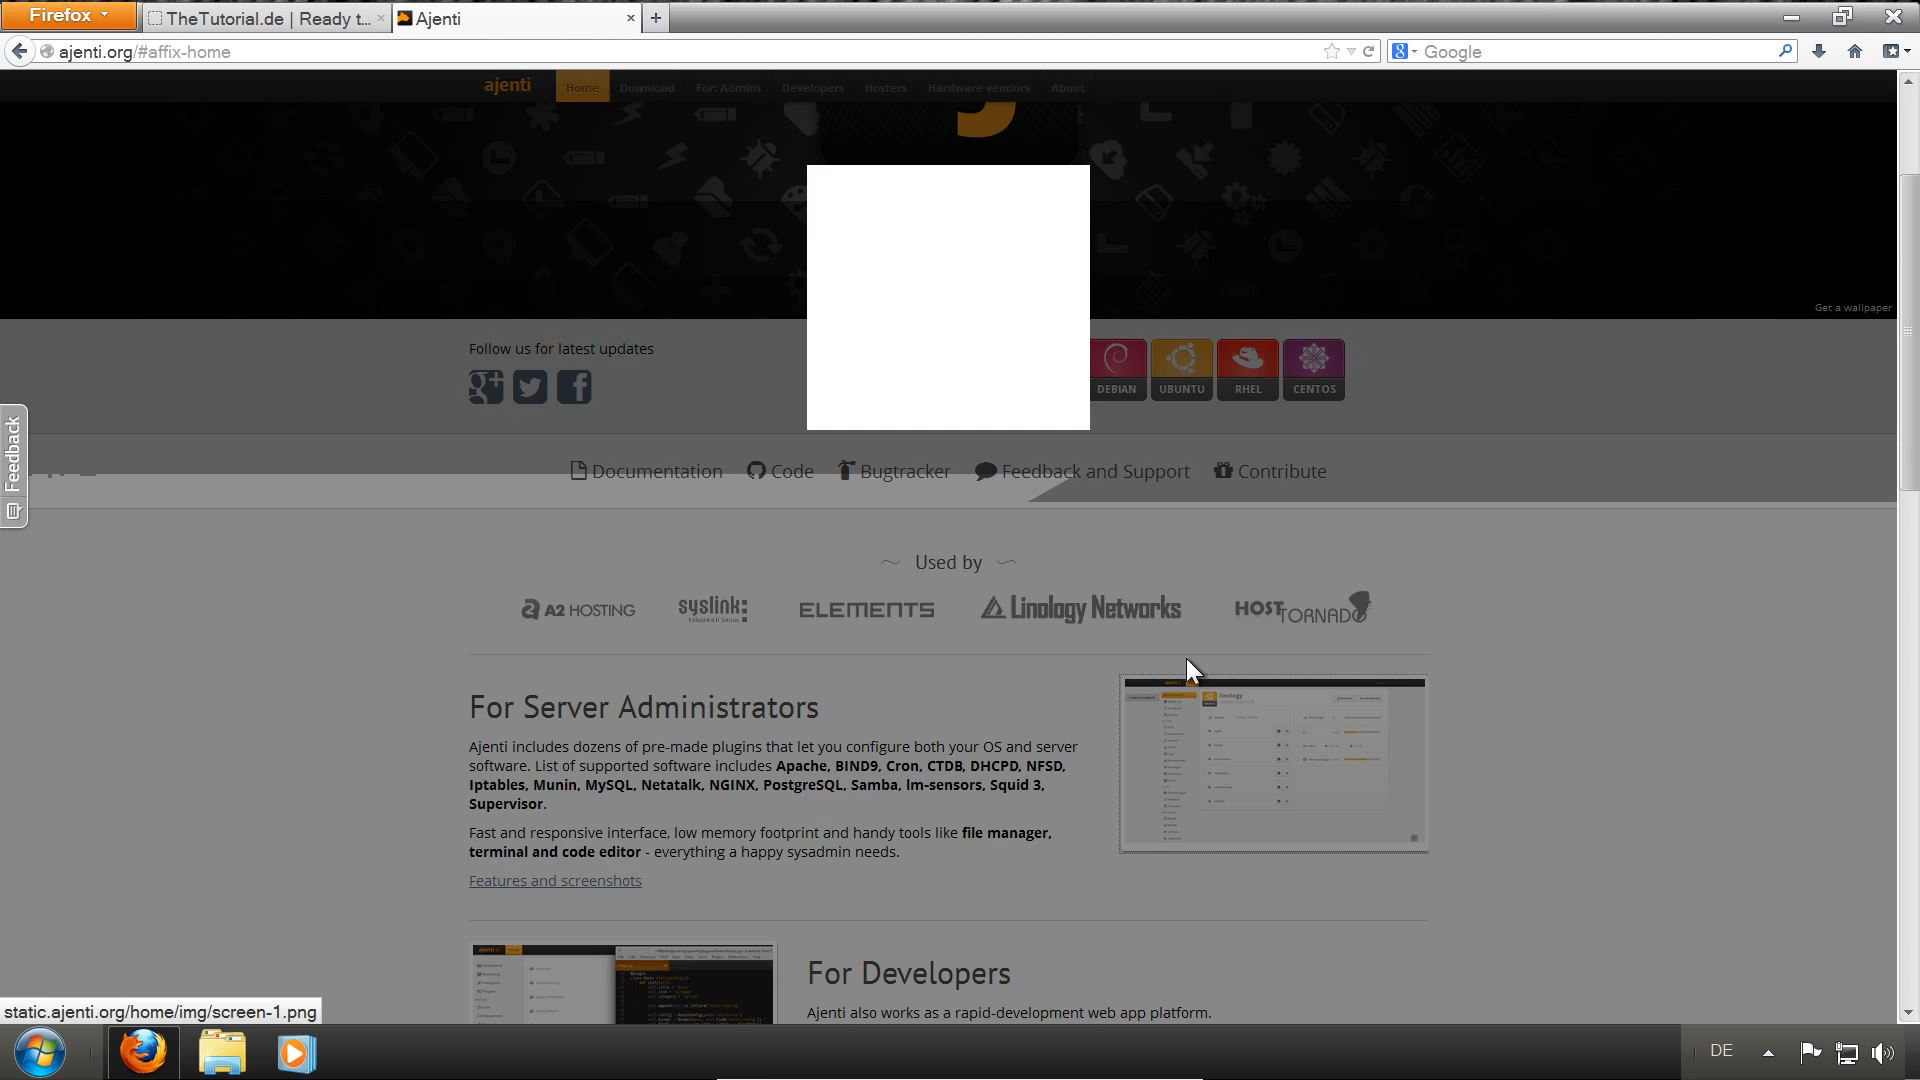 Firefox
TheTutorial.de | Ready t...
Ajenti
ajenti.org/#affix-home
Google
ajenti
Home
Download
For: Admins
Developers
Hosters
Hardware vendors
About
Get a wallpaper
Follow us for latest updates
DEBIAN
UBUNTU
RHEL
CENTOS
Feedback
Documentation
Code
Bugtracker
Feedback and Support
Contribute
Used by
A2 HOSTING
syslink:
ELEMENTS
Linology Networks
HOST TORNADO
For Server Administrators
Ajenti includes dozens of pre-made plugins that let you configure both your OS and server
software. List of supported software includes Apache, BIND9, Cron, CTDB, DHCPD, NFSD,
Iptables, Munin, MySQL, Netatalk, NGINX, PostgreSQL, Samba, lm-sensors, Squid 3,
Supervisor.
Fast and responsive interface, low memory footprint and handy tools like file manager,
terminal and code editor - everything a happy sysadmin needs.
Features and screenshots
For Developers
Ajenti also works as a rapid-development web app platform.
static.ajenti.org/home/img/screen-1.png
DE